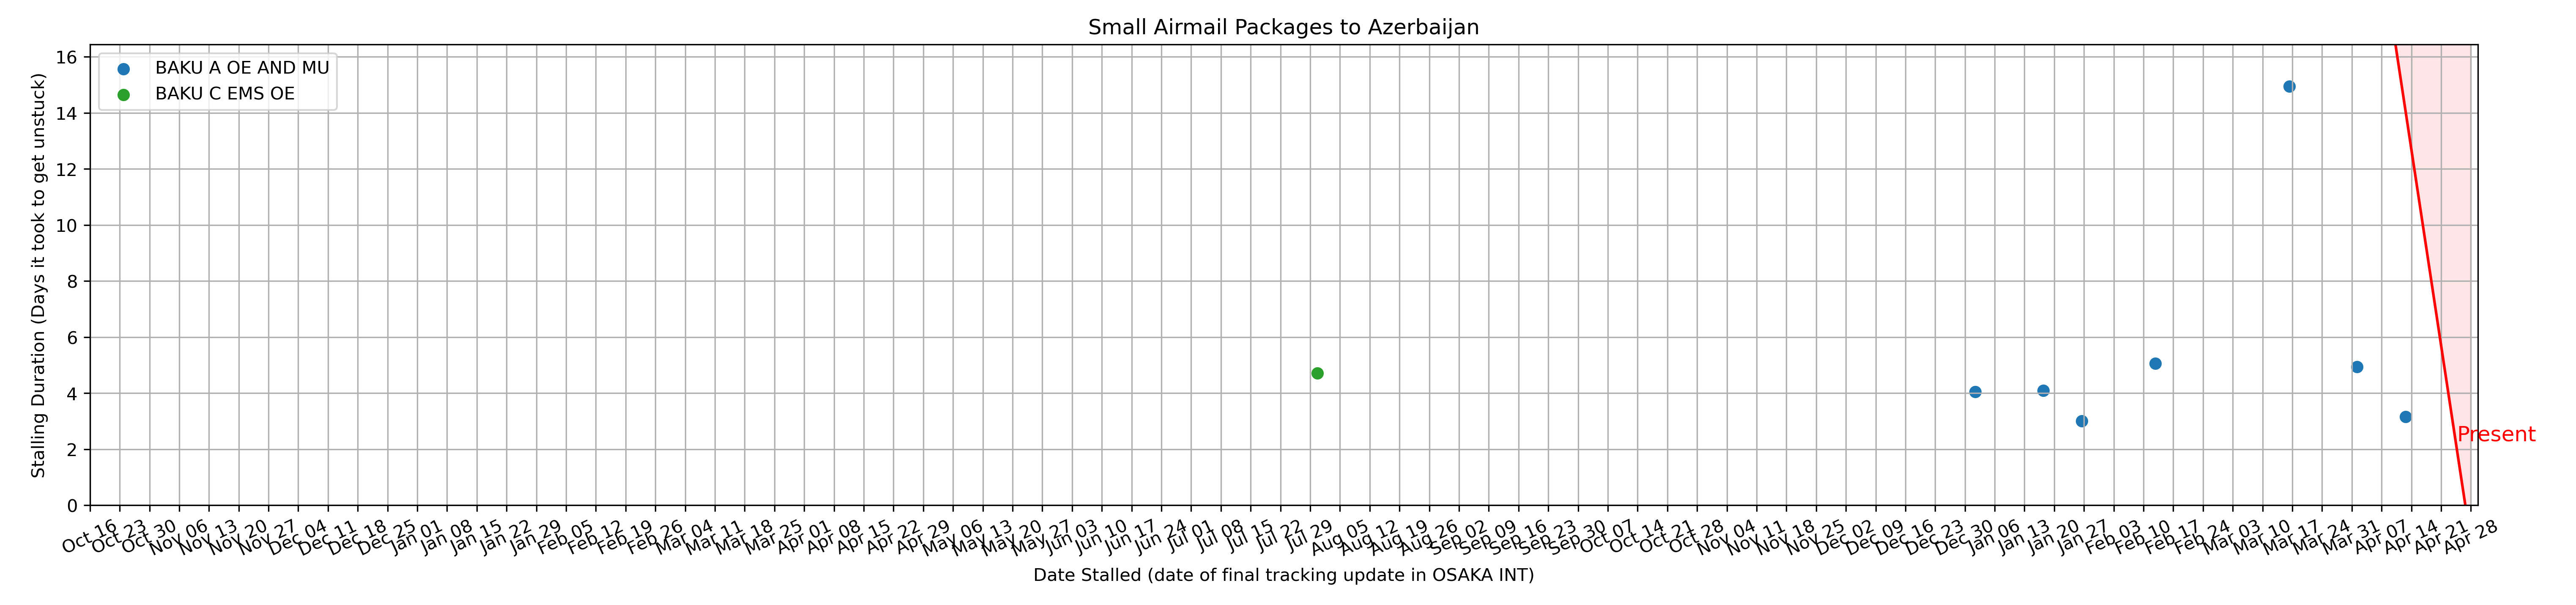 Small Airmail Packages to Azerbaijan
BAKU A OE AND MU
BAKU C EMS OE
Stalling Duration (Days it took to get unstuck)
16
14
12
10
8
6
4
2
0
Present
Oct 16
Oct 23
Oct 30
Nov 06
Nov 13
Nov 20
Nov 27
Dec 04
Dec 11
Dec 18
Dec 25
Jan 01
Jan 08
Jan 15
Jan 22
Jan 29
Feb 05
Feb 12
Feb 19
Feb 26
Mar 04
Mar 11
Mar 18
Mar 25
Apr 01
Apr 08
Apr 15
Apr 22
Apr 29
May 06
May 13
May 20
May 27
Jun 03
Jun 10
Jun 17
Jun 24
Jul 01
Jul 08
Jul 15
Jul 22
Jul 29
Aug 05
Aug 12
Aug 19
Aug 26
Sep 02
Sep 09
Sep 16
Sep 23
Sep 30
Oct 07
Oct 14
Oct 21
Oct 28
Nov 04
Nov 11
Nov 18
Nov 25
Dec 02
Dec 09
Dec 16
Dec 23
Dec 30
Jan 06
Jan 13
Jan 20
Jan 27
Feb 03
Feb 10
Feb 17
Feb 24
Mar 03
Mar 10
Mar 17
Mar 24
Mar 31
Apr 07
Apr 14
Apr 21
Apr 28
Date Stalled (date of final tracking update in OSAKA INT)